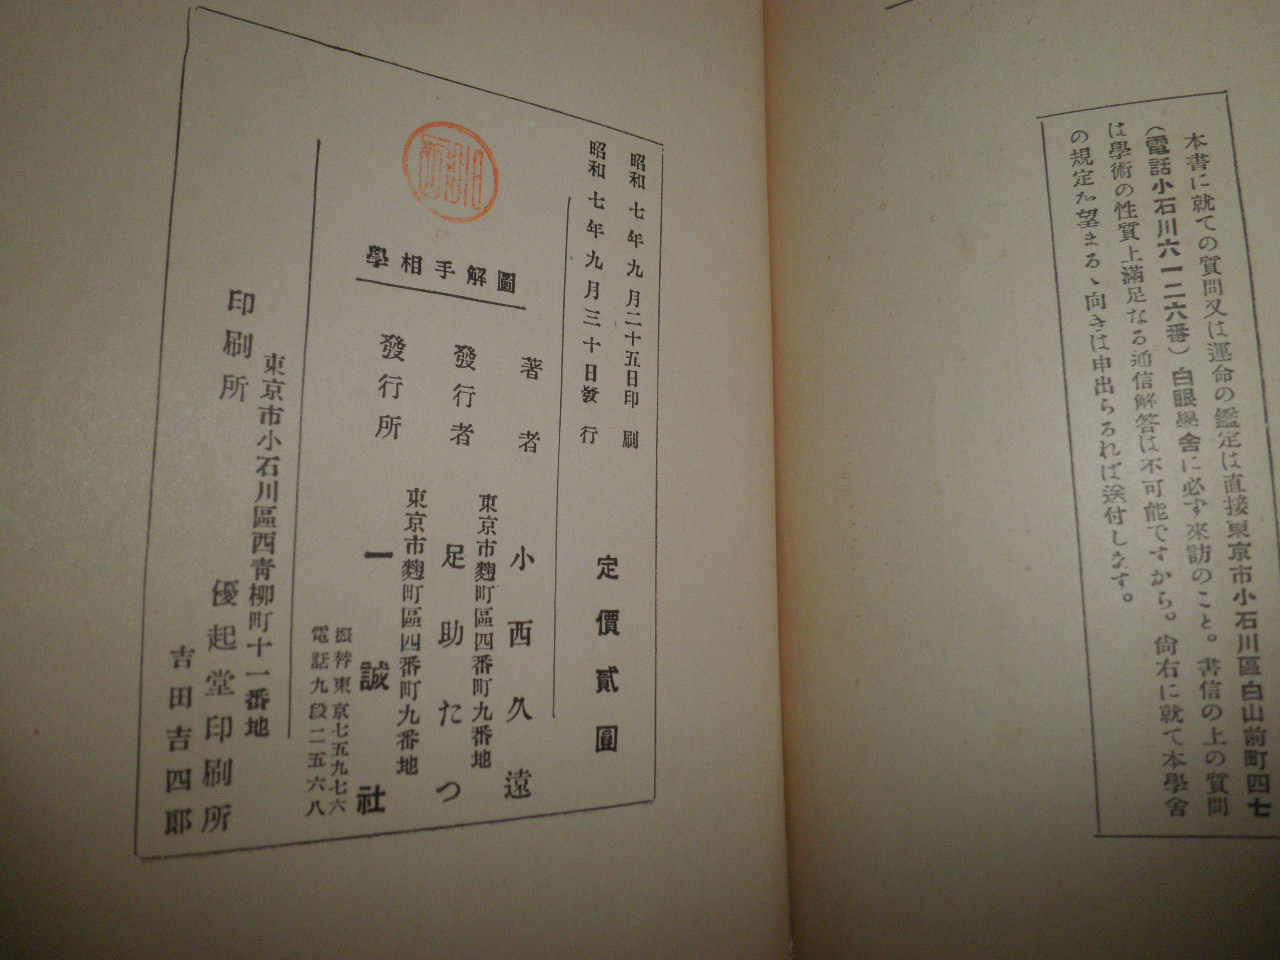 本書に就ての質問又は運命の鑑定は直接東京市小石川區白山前町四七
（電話小石川六一二六番）白眼學舍に必ず來訪のこと。書信の上の質問
は學術の性質上滿足なる通信解答は不可能ですから。尙右に就て本學舍
の規定を望まるゝ向きは申出らるれば送付します。
昭和七年九月二十五日印刷
昭和七年九月三十日發行
定價貳圓
圖解手相學
著者 小西久遠
東京市麴町區四番町九番地
發行者 足助たつ
東京市麴町區四番町九番地
發行所 一誠社
振替東京七五九七六
電話九段二五六八
東京市小石川區西靑柳町十一番地
印刷所 優起堂印刷所
吉田吉四郎